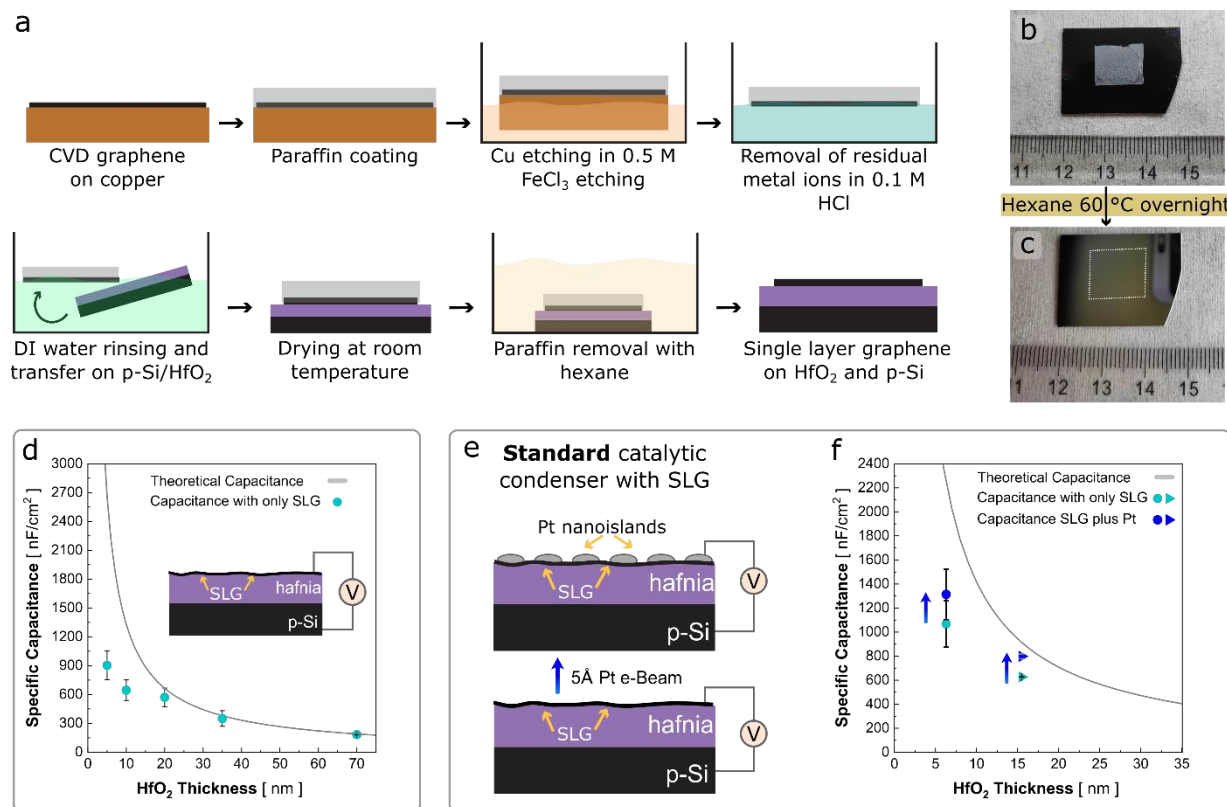 a
CVD graphene
on copper
Paraffin coating
Cu etching in 0.5 M
FeCl₃ etching
Removal of residual
metal ions in 0.1 M
HCl
DI water rinsing and
transfer on p-Si/HfO₂
Drying at room
temperature
Paraffin removal with
hexane
Single layer graphene
on HfO₂ and p-Si
b
11 12 13 14 15
Hexane 60 °C overnight
c
11 12 13 14 15
d
Specific Capacitance [ nF/cm² ]
3000
2700
2400
2100
1800
1500
1200
900
600
300
0
Theoretical Capacitance
Capacitance with only SLG
SLG
hafnia
p-Si
V
0 10 20 30 40 50 60 70
HfO₂ Thickness [ nm ]
e
Standard catalytic
condenser with SLG
Pt nanoislands
SLG
hafnia
p-Si
V
5Å Pt e-Beam
SLG
hafnia
p-Si
V
f
Specific Capacitance [ nF/cm² ]
2400
2200
2000
1800
1600
1400
1200
1000
800
600
400
200
0
Theoretical Capacitance
Capacitance with only SLG
Capacitance SLG plus Pt
0 5 10 15 20 25 30 35
HfO₂ Thickness [ nm ]